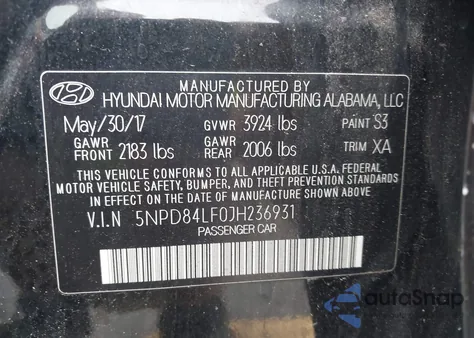 MANUFACTURED BY
HYUNDAI MOTOR MANUFACTURING ALABAMA, LLC
May/30/17 GVWR 3924 lbs PAINT S3
GAWR FRONT 2183 lbs GAWR REAR 2006 lbs TRIM XA
THIS VEHICLE CONFORMS TO ALL APPLICABLE U.S.A. FEDERAL
MOTOR VEHICLE SAFETY, BUMPER, AND THEFT PREVENTION STANDARDS
IN EFFECT ON THE DATE OF MANUFACTURE SHOWN ABOVE.
V.I.N 5NPD84LF0JH236931
PASSENGER CAR
autoSnap